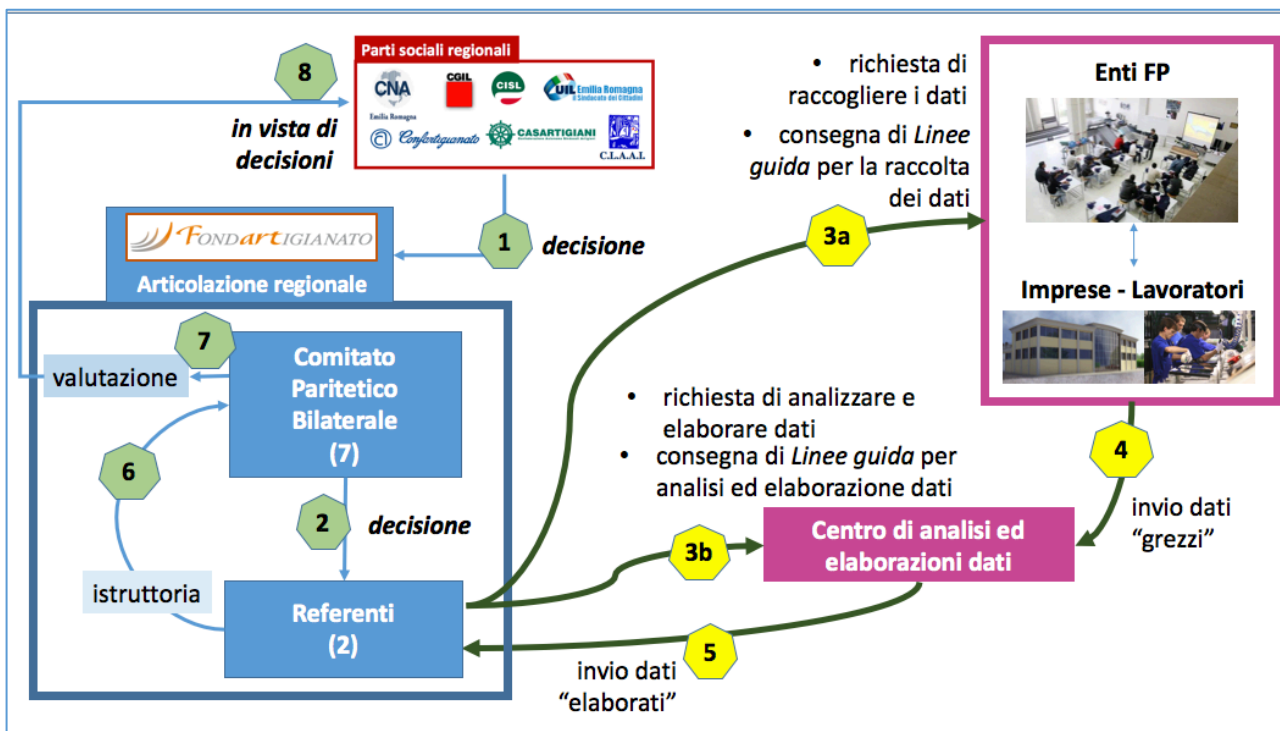 8
in vista di
decisioni
Parti sociali regionali
CNA
Emilia Romagna
CGIL
CISL
UIL Emilia Romagna
il Sindacato dei Cittadini
Confartigianato
CASARTIGIANI
C.L.A.A.I.
1
decisione
FONDARTIGIANATO
Articolazione regionale
• richiesta di
raccogliere i dati
• consegna di Linee
guida per la raccolta
dei dati
3a
Enti FP
Imprese - Lavoratori
7
valutazione
Comitato
Paritetico
Bilaterale
(7)
6
2
decisione
istruttoria
Referenti
(2)
• richiesta di analizzare e
elaborare dati
• consegna di Linee guida per
analisi ed elaborazione dati
3b
Centro di analisi ed
elaborazioni dati
4
invio dati
“grezzi”
5
invio dati
“elaborati”